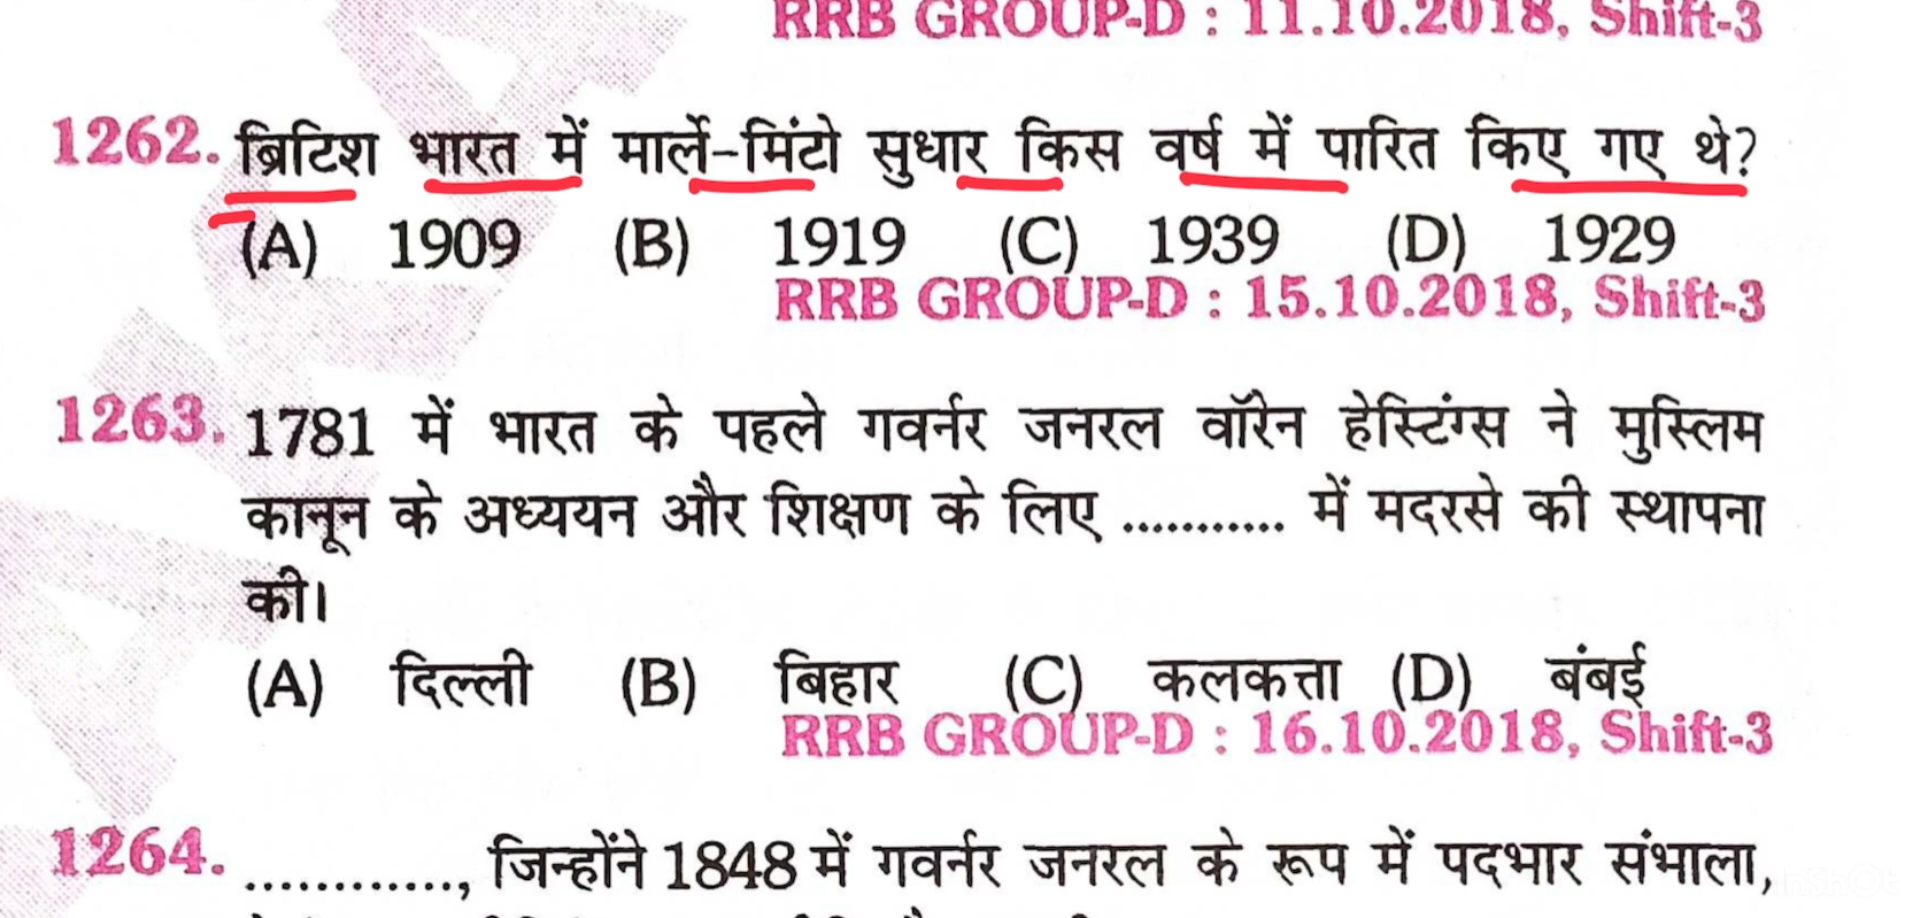 RRB GROUP-D : 11.10.2018, Shift-3
1262. ब्रिटिश भारत में मार्ले-मिंटो सुधार किस वर्ष में पारित किए गए थे?
(A) 1909 (B) 1919 (C) 1939 (D) 1929
RRB GROUP-D : 15.10.2018, Shift-3
1263. 1781 में भारत के पहले गवर्नर जनरल वॉरेन हेस्टिंग्स ने मुस्लिम
कानून के अध्ययन और शिक्षण के लिए ............ में मदरसे की स्थापना
की।
(A) दिल्ली (B) बिहार (C) कलकत्ता (D) बंबई
RRB GROUP-D : 16.10.2018, Shift-3
1264. ............., जिन्होंने 1848 में गवर्नर जनरल के रूप में पदभार संभाला,